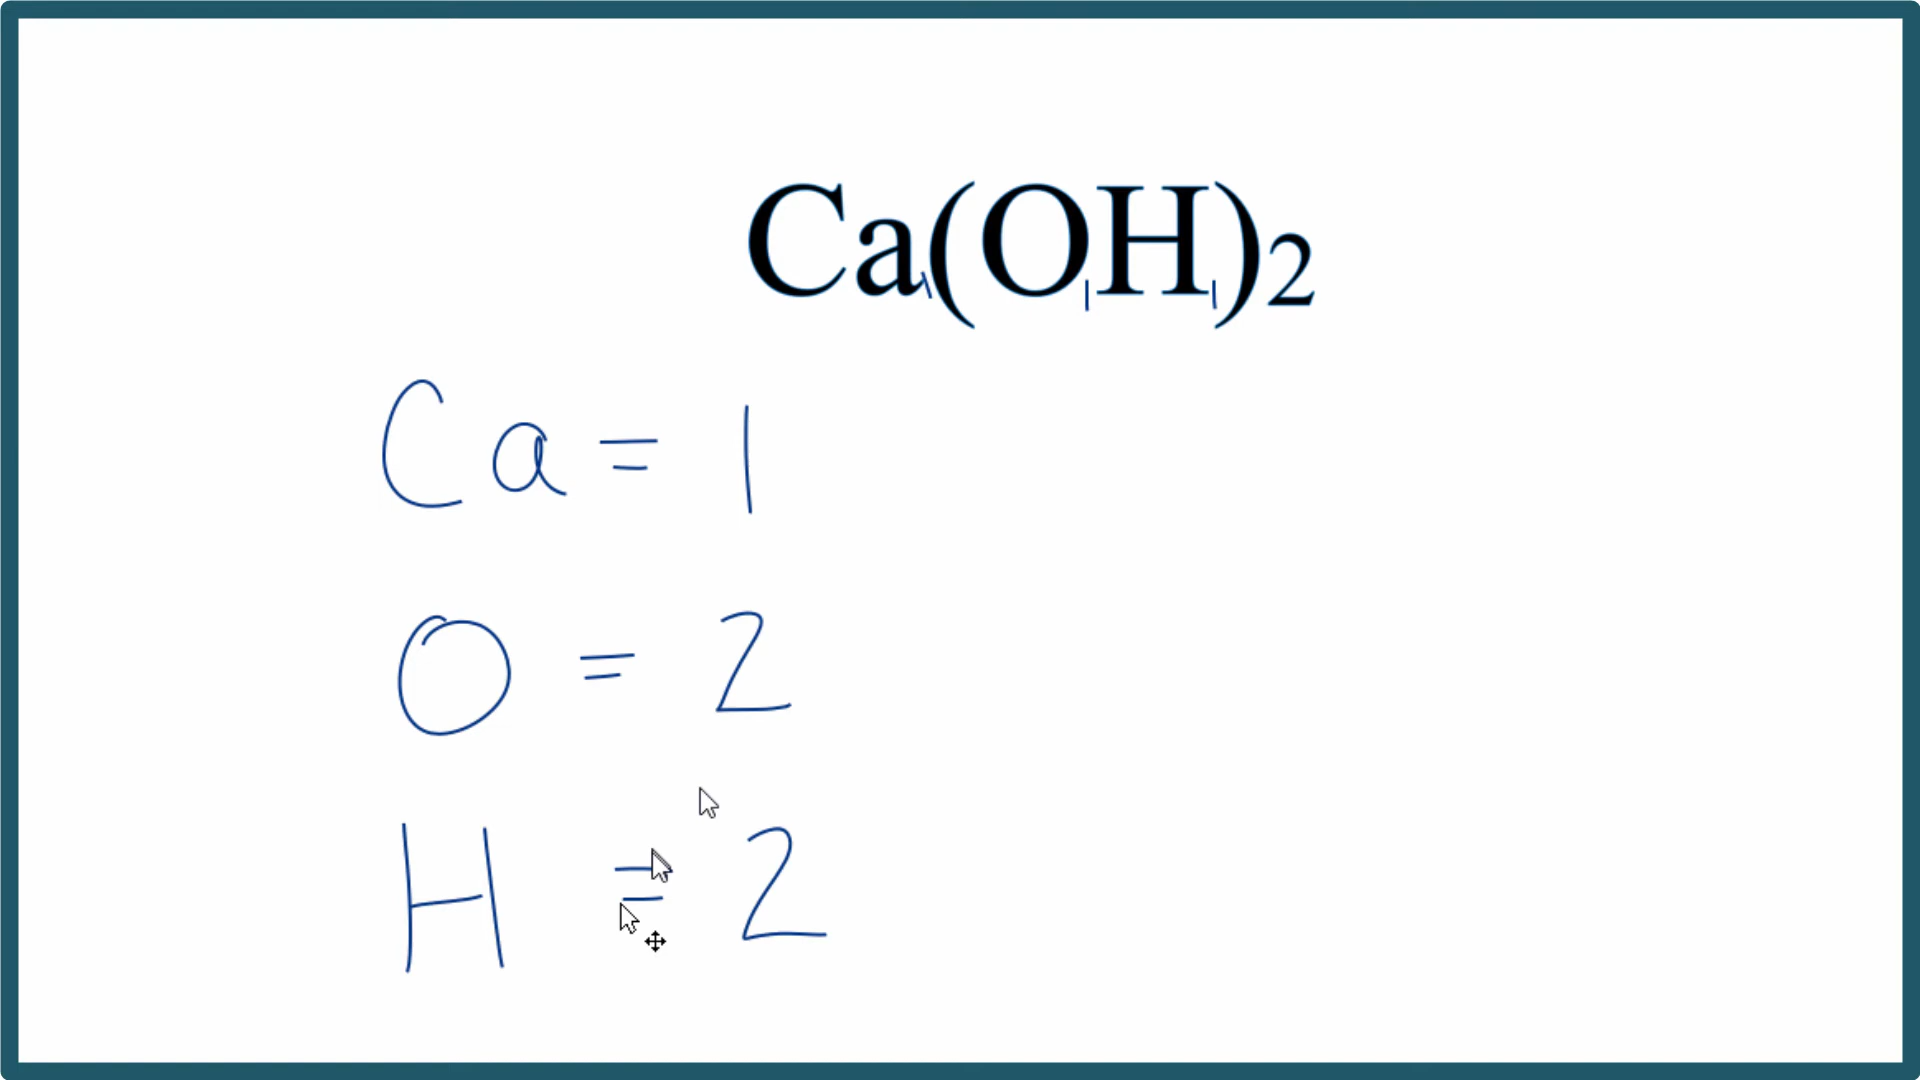 Ca(OH)₂
Ca = 1
O = 2
H = 2